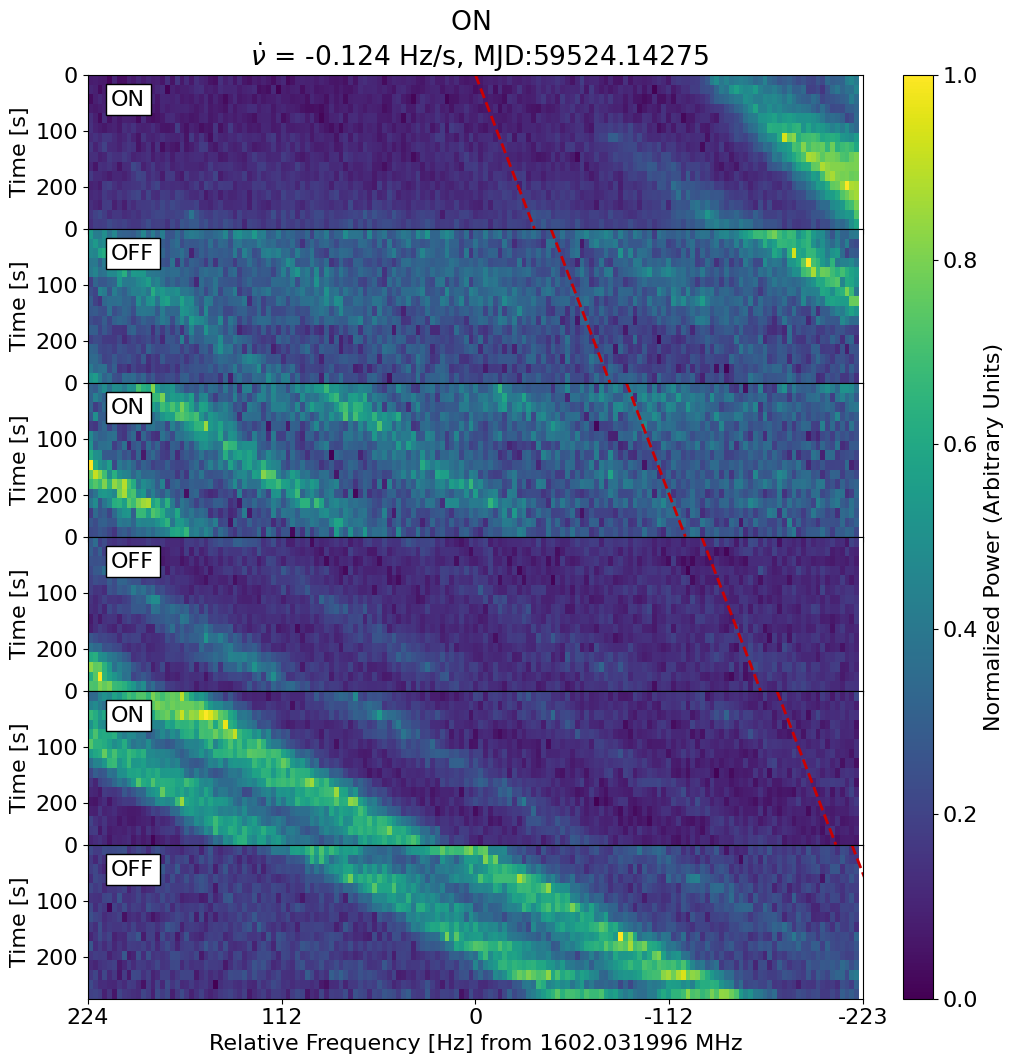 ON
ν̇ = -0.124 Hz/s, MJD:59524.14275
0
ON
100
200
Time [s]
0
OFF
100
200
Time [s]
0
ON
100
200
Time [s]
0
OFF
100
200
Time [s]
0
ON
100
200
Time [s]
0
OFF
100
200
Time [s]
224 112 0 -112 -223
Relative Frequency [Hz] from 1602.031996 MHz
1.0
0.8
0.6
0.4
0.2
0.0
Normalized Power (Arbitrary Units)